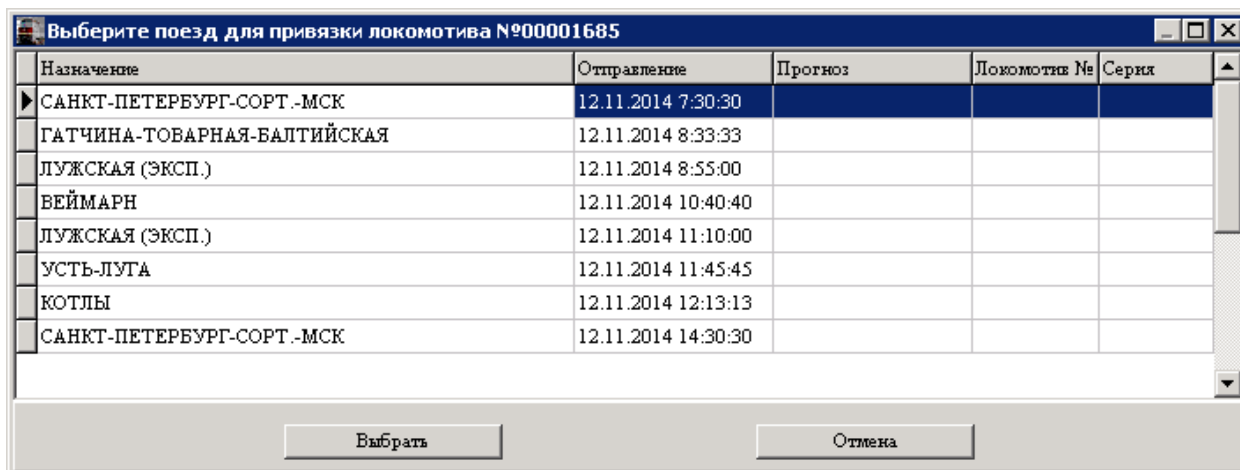 Выберите поезд для привязки локомотива №00001685
Назначение Отправление Прогноз Локомотив № Серия
САНКТ-ПЕТЕРБУРГ-СОРТ.-МСК 12.11.2014 7:30:30
ГАТЧИНА-ТОВАРНАЯ-БАЛТИЙСКАЯ 12.11.2014 8:33:33
ЛУЖСКАЯ (ЭКСП.) 12.11.2014 8:55:00
ВЕЙМАРН 12.11.2014 10:40:40
ЛУЖСКАЯ (ЭКСП.) 12.11.2014 11:10:00
УСТЬ-ЛУГА 12.11.2014 11:45:45
КОТЛЫ 12.11.2014 12:13:13
САНКТ-ПЕТЕРБУРГ-СОРТ.-МСК 12.11.2014 14:30:30
Выбрать Отмена